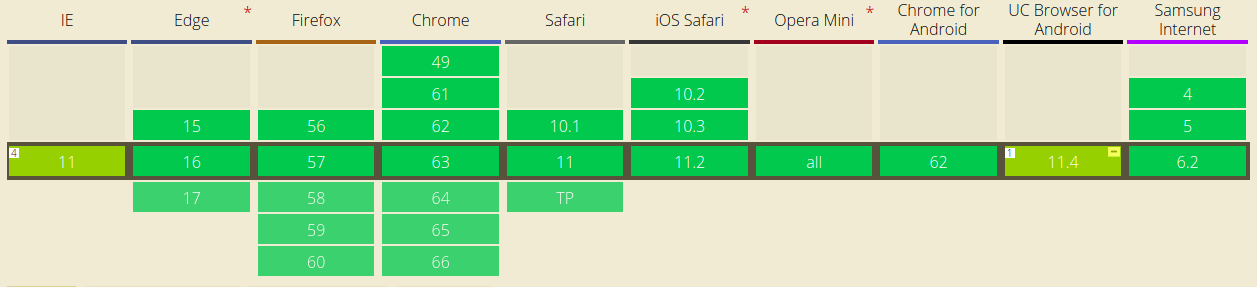 IE Edge * Firefox Chrome Safari iOS Safari * Opera Mini * Chrome for Android UC Browser for Android Samsung Internet
49
61 10.2 4
15 56 62 10.1 10.3 5
4 11 16 57 63 11 11.2 all 62 1 11.4 - 6.2
17 58 64 TP
59 65
60 66